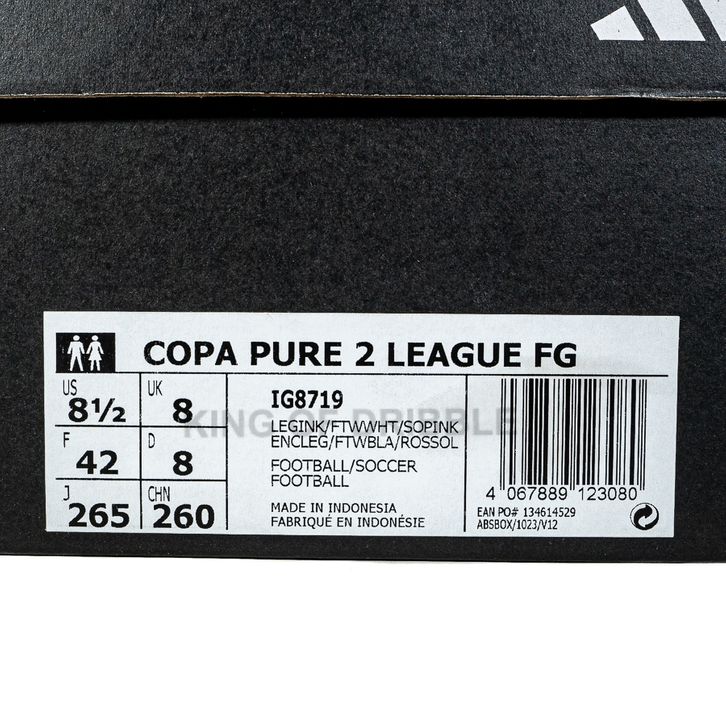 COPA PURE 2 LEAGUE FG
US 8½
UK 8
F 42
D 8
J 265
CHN 260
IG8719
LEGINK/FTWWHT/SOPINK
ENCLEG/FTWBLA/ROSSOL
FOOTBALL/SOCCER
FOOTBALL
MADE IN INDONESIA
FABRIQUÉ EN INDONÉSIE
4 067889 123080
EAN PO# 134614529
ABSBOX/1023/V12
KING OF DRIBBLE